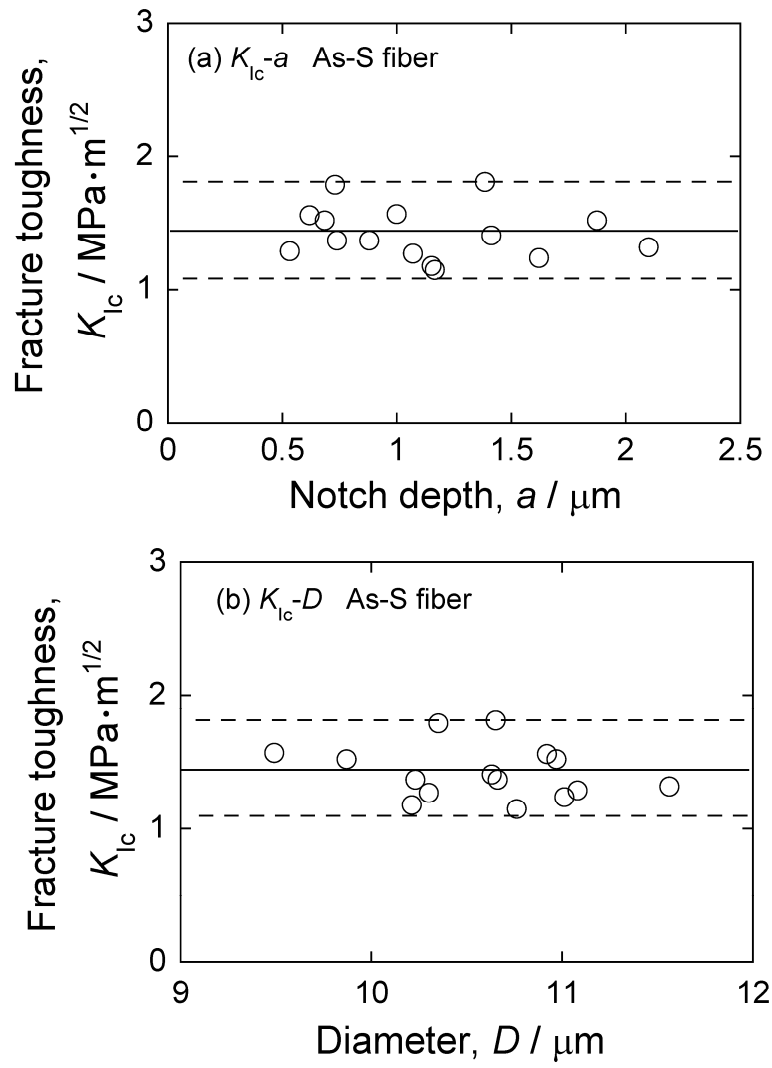 3
(a) KIc-a As-S fiber
2
1
0
0 0.5 1 1.5 2 2.5
Fracture toughness,
KIc / MPa·m1/2
Notch depth, a / μm
3
(b) KIc-D As-S fiber
2
1
0
9 10 11 12
Fracture toughness,
KIc / MPa·m1/2
Diameter, D / μm